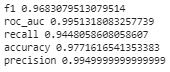 f1 0.9683079513079514
roc_auc 0.9951318083257739
recall 0.9448058608058607
accuracy 0.9771616541353383
precision 0.9949999999999999